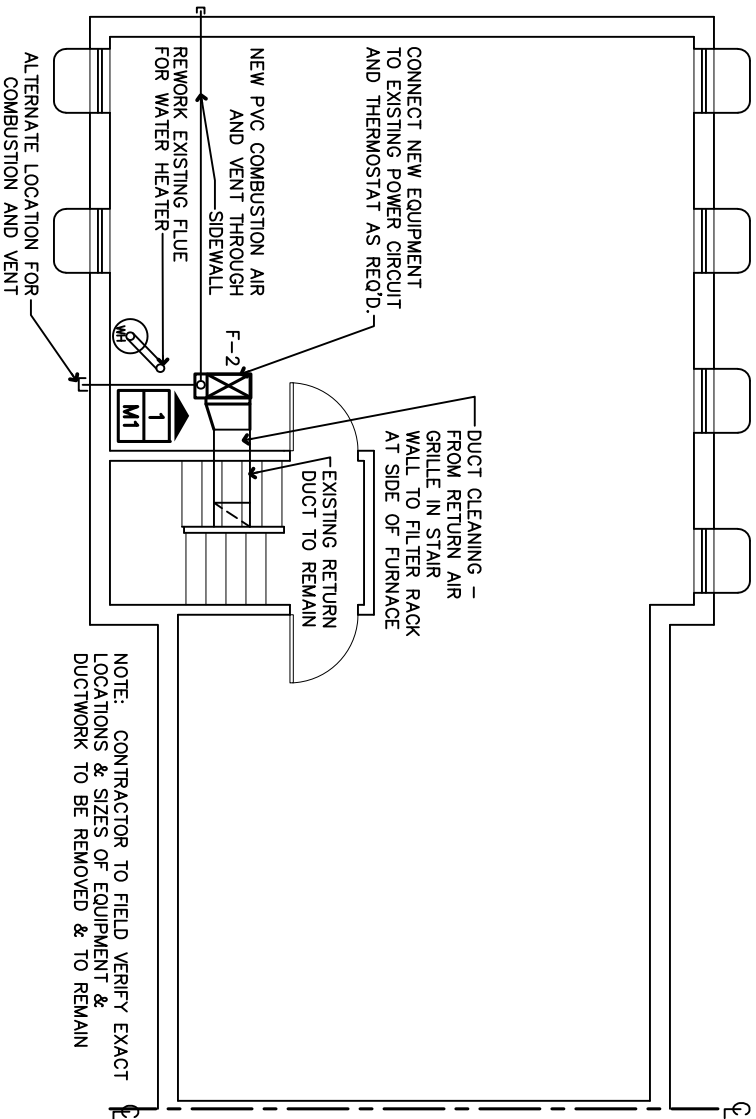 CONNECT NEW EQUIPMENT
TO EXISTING POWER CIRCUIT
AND THERMOSTAT AS REQ'D.
NEW PVC COMBUSTION AIR
AND VENT THROUGH
SIDEWALL
REWORK EXISTING FLUE
FOR WATER HEATER
ALTERNATE LOCATION FOR
COMBUSTION AND VENT
F-2
WH
1
M1
DUCT CLEANING -
FROM RETURN AIR
GRILLE IN STAIR
WALL TO FILTER RACK
AT SIDE OF FURNACE
EXISTING RETURN
DUCT TO REMAIN
NOTE: CONTRACTOR TO FIELD VERIFY EXACT
LOCATIONS & SIZES OF EQUIPMENT &
DUCTWORK TO BE REMOVED & TO REMAIN
CL
CL